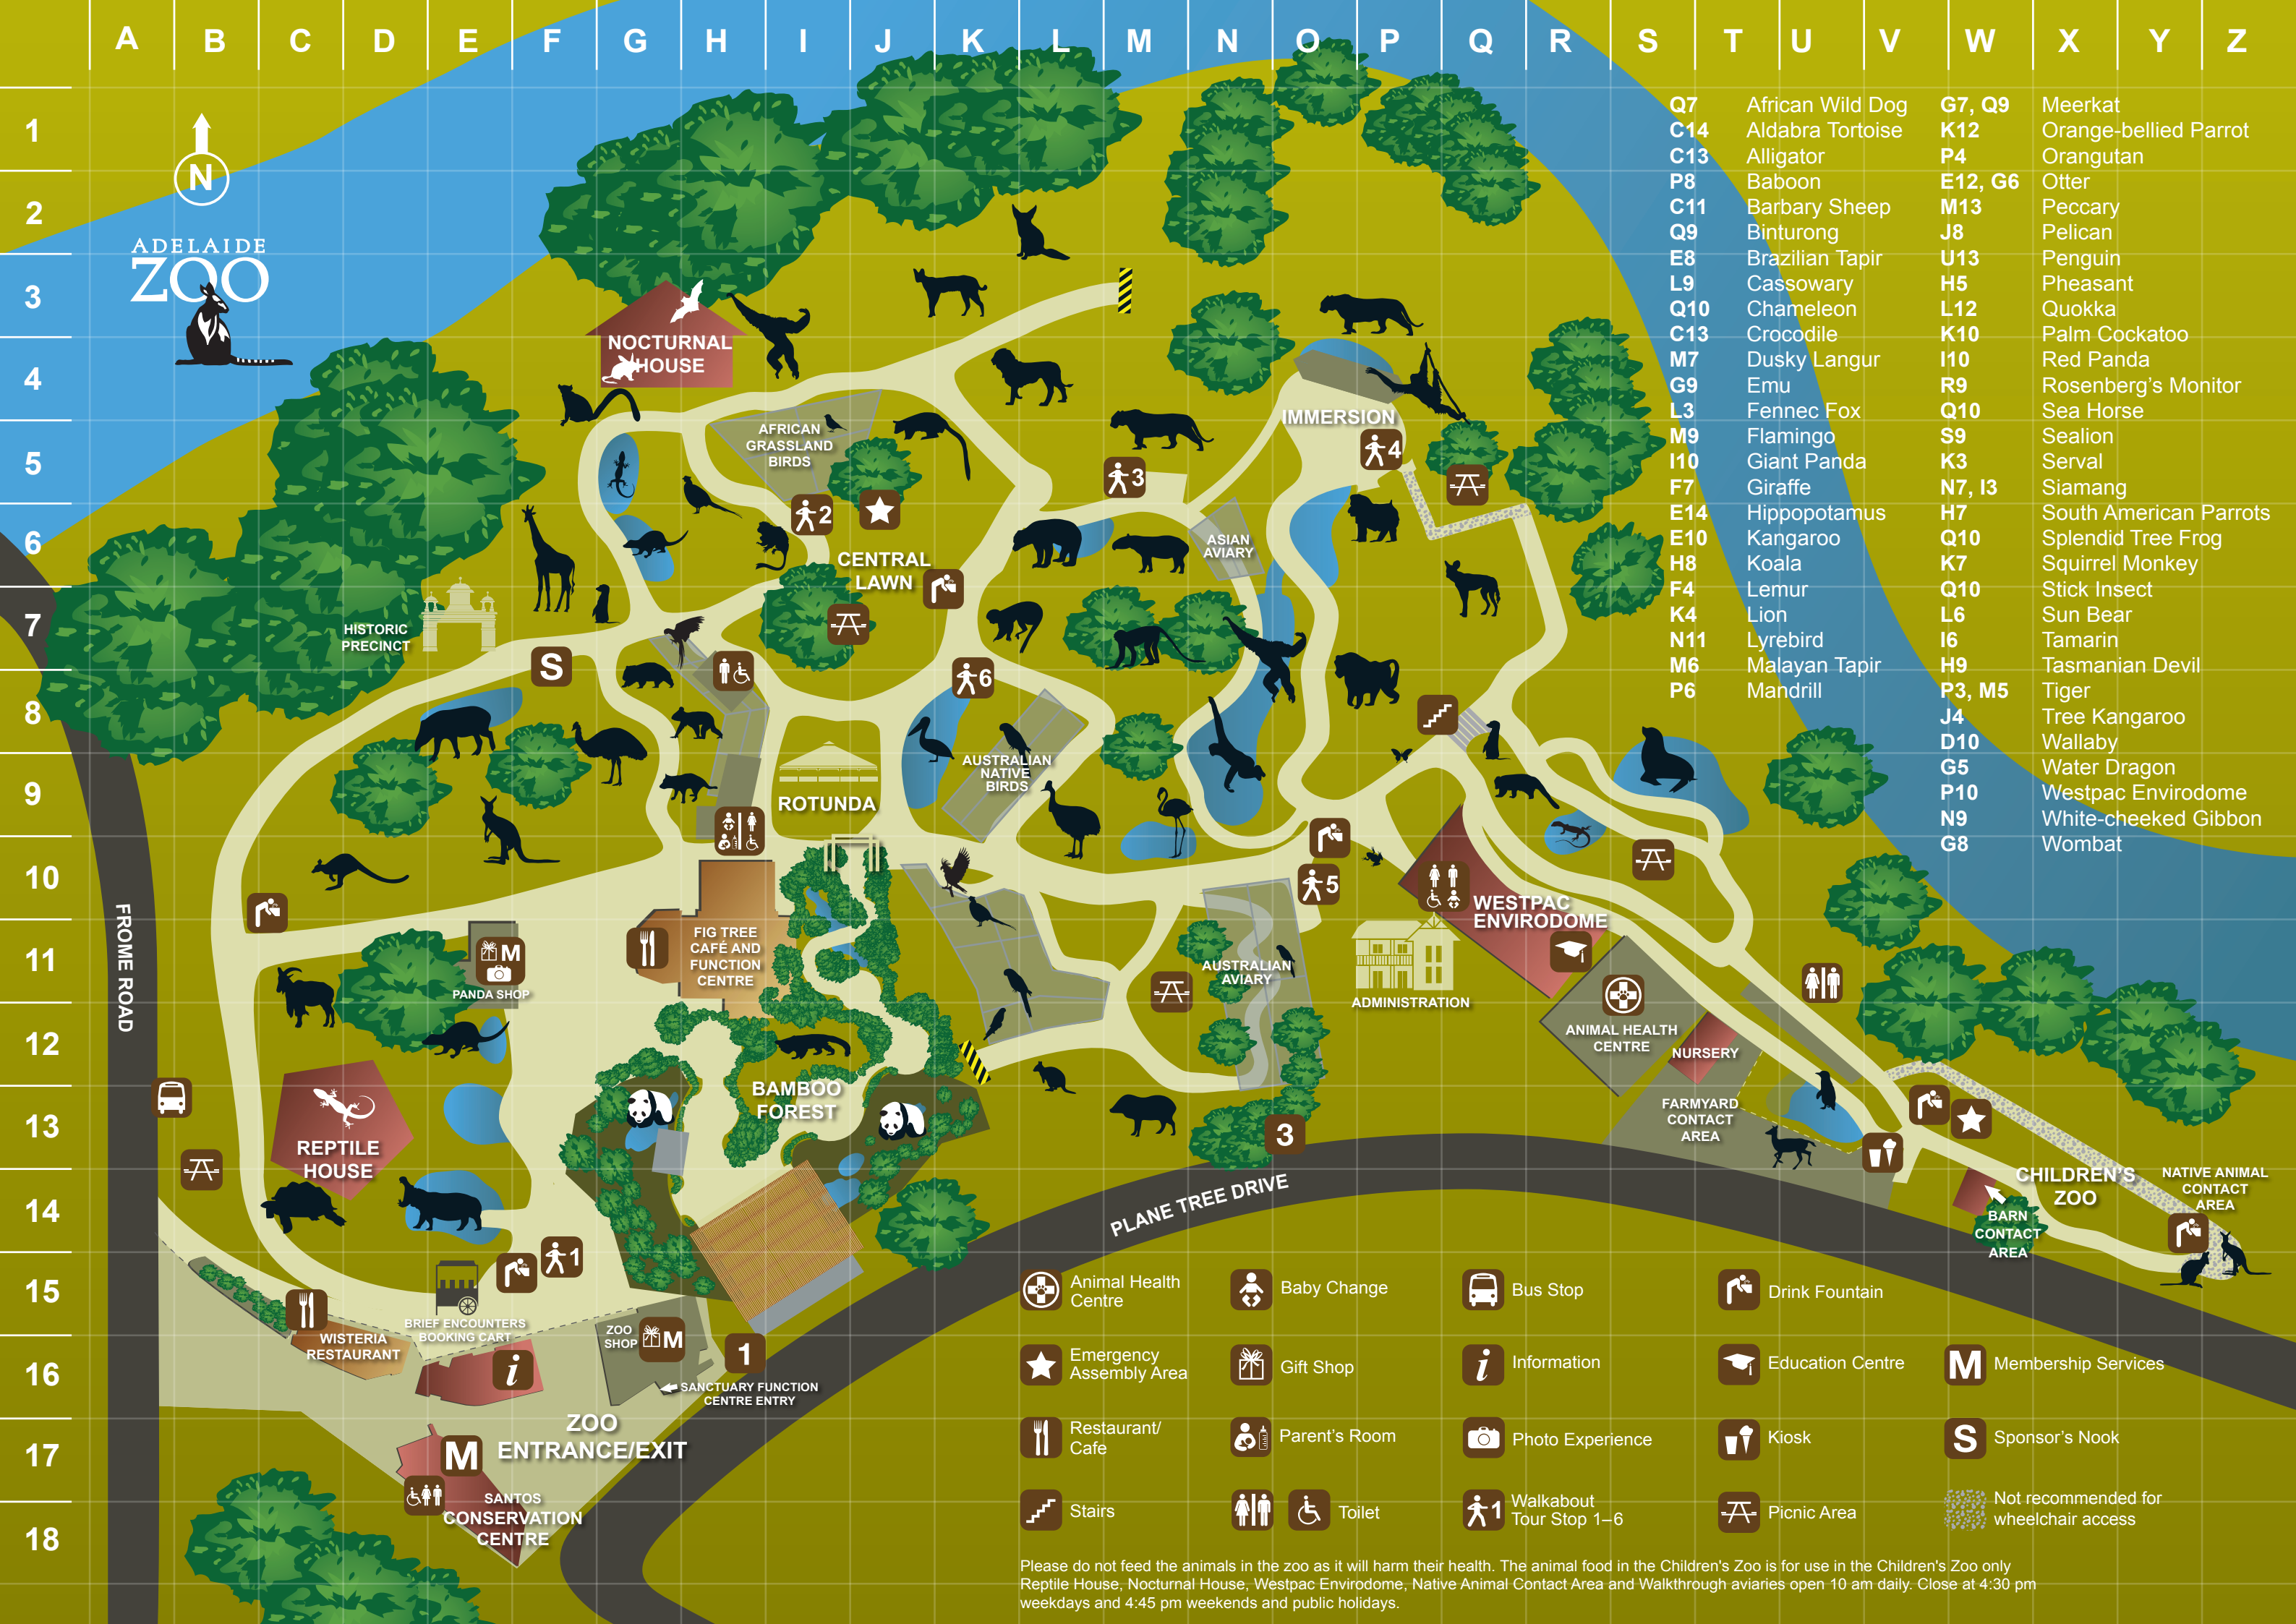 A B C D E F G H I J K L M N O P Q R S T U V W X Y Z
1
2
3
4
5
6
7
8
9
10
11
12
13
14
15
16
17
18
N
ADELAIDE
ZOO
Q7 African Wild Dog
C14 Aldabra Tortoise
C13 Alligator
P8 Baboon
C11 Barbary Sheep
Q9 Binturong
E8 Brazilian Tapir
L9 Cassowary
Q10 Chameleon
C13 Crocodile
M7 Dusky Langur
G9 Emu
L3 Fennec Fox
M9 Flamingo
I10 Giant Panda
F7 Giraffe
E14 Hippopotamus
E10 Kangaroo
H8 Koala
F4 Lemur
K4 Lion
N11 Lyrebird
M6 Malayan Tapir
P6 Mandrill
G7, Q9 Meerkat
K12 Orange-bellied Parrot
P4 Orangutan
E12, G6 Otter
M13 Peccary
J8 Pelican
U13 Penguin
H5 Pheasant
L12 Quokka
K10 Palm Cockatoo
I10 Red Panda
R9 Rosenberg's Monitor
Q10 Sea Horse
S9 Sealion
K3 Serval
N7, I3 Siamang
H7 South American Parrots
Q10 Splendid Tree Frog
K7 Squirrel Monkey
Q10 Stick Insect
L6 Sun Bear
I6 Tamarin
H9 Tasmanian Devil
P3, M5 Tiger
J4 Tree Kangaroo
D10 Wallaby
G5 Water Dragon
P10 Westpac Envirodome
N9 White-cheeked Gibbon
G8 Wombat
NOCTURNAL
HOUSE
AFRICAN
GRASSLAND
BIRDS
IMMERSION
4
3
2
CENTRAL
LAWN
ASIAN
AVIARY
HISTORIC
PRECINCT
S
6
AUSTRALIAN
NATIVE
BIRDS
ROTUNDA
5
WESTPAC
ENVIRODOME
FROME ROAD
M
PANDA SHOP
FIG TREE
CAFÉ AND
FUNCTION
CENTRE
AUSTRALIAN
AVIARY
ADMINISTRATION
ANIMAL HEALTH
CENTRE
NURSERY
BAMBOO
FOREST
FARMYARD
CONTACT
AREA
REPTILE
HOUSE
3
CHILDREN'S
ZOO
NATIVE ANIMAL
CONTACT
AREA
BARN
CONTACT
AREA
PLANE TREE DRIVE
1
BRIEF ENCOUNTERS
BOOKING CART
WISTERIA
RESTAURANT
i
ZOO
SHOP
M
1
SANCTUARY FUNCTION
CENTRE ENTRY
ZOO
ENTRANCE/EXIT
M
SANTOS
CONSERVATION
CENTRE
Animal Health
Centre
Baby Change
Bus Stop
Drink Fountain
Emergency
Assembly Area
Gift Shop
i Information
Education Centre
M Membership Services
Restaurant/
Cafe
Parent's Room
Photo Experience
Kiosk
S Sponsor's Nook
Stairs
Toilet
1 Walkabout
Tour Stop 1–6
Picnic Area
Not recommended for
wheelchair access
Please do not feed the animals in the zoo as it will harm their health. The animal food in the Children's Zoo is for use in the Children's Zoo only
Reptile House, Nocturnal House, Westpac Envirodome, Native Animal Contact Area and Walkthrough aviaries open 10 am daily. Close at 4:30 pm
weekdays and 4:45 pm weekends and public holidays.